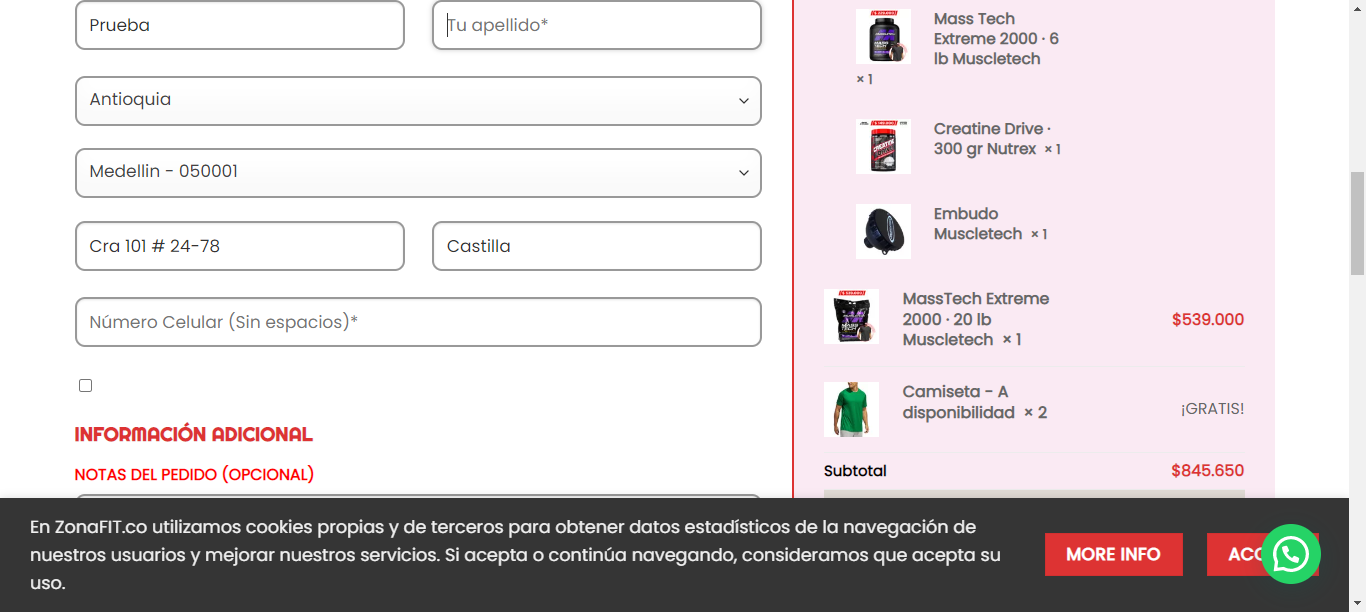 Prueba
Tu apellido*
Antioquia
Medellin - 050001
Cra 101 # 24-78
Castilla
Número Celular (Sin espacios)*
INFORMACIÓN ADICIONAL
NOTAS DEL PEDIDO (OPCIONAL)
Mass Tech
Extreme 2000 · 6
lb Muscletech
× 1
Creatine Drive ·
300 gr Nutrex × 1
Embudo
Muscletech × 1
MassTech Extreme
2000 · 20 lb
Muscletech × 1
$539.000
Camiseta - A
disponibilidad × 2
¡GRATIS!
Subtotal
$845.650
En ZonaFIT.co utilizamos cookies propias y de terceros para obtener datos estadísticos de la navegación de
nuestros usuarios y mejorar nuestros servicios. Si acepta o continúa navegando, consideramos que acepta su
uso.
MORE INFO